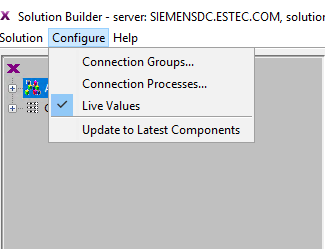 Solution Builder - server: SIEMENSDC.ESTEC.COM, solution
Solution Configure Help
Connection Groups...
Connection Processes...
Live Values
Update to Latest Components